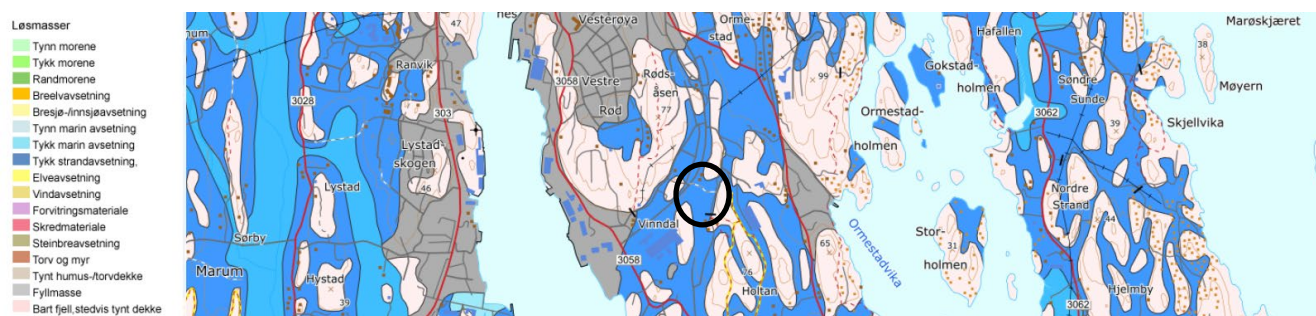 Løsmasser
Tynn morene
Tykk morene
Randmorene
Breelvavsetning
Bresjø-/innsjøavsetning
Tynn marin avsetning
Tykk marin avsetning
Tykk strandavsetning,
Elveavsetning
Vindavsetning
Forvitringsmateriale
Skredmateriale
Steinbreavsetning
Torv og myr
Tynt humus-/torvdekke
Fyllmasse
Bart fjell,stedvis tynt dekke
num
47
nes
Vesterøya
Orme-
stad
Hafallen
Marøskjæret
38
Ranvik
3058
Vestre
Røds-
åsen
99
Gokstad-
holmen
Søndre
Sunde
Møyern
3028
303
Rød
77
Ormestad-
holmen
3062
39
Skjellvika
Lystad-
skogen
46
Lystad
Nordre
Strand
44
Sørby
Vinndal
Ormestadvika
Stor-
holmen
31
Marum
3058
65
Hystad
39
76
Holtan
3062
Hjelmby